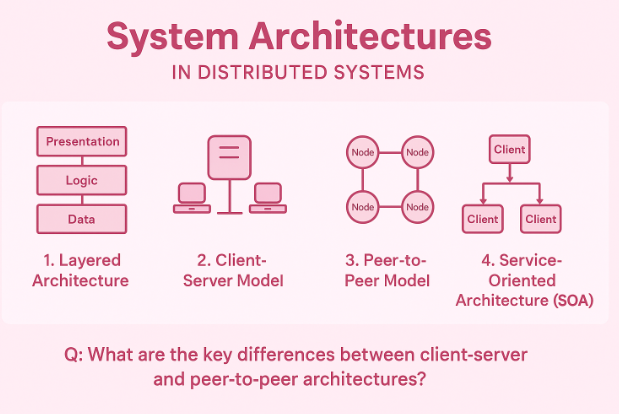 System Architectures
IN DISTRIBUTED SYSTEMS
Presentation
Logic
Data
1. Layered
Architecture
2. Client-
Server Model
Node
Node
Node
Node
3. Peer-to-
Peer Model
Client
Client
Client
4. Service-
Oriented
Architecture (SOA)
Q: What are the key differences between client-server
and peer-to-peer architectures?